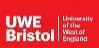 UWE
Bristol
University
of the
West of
England